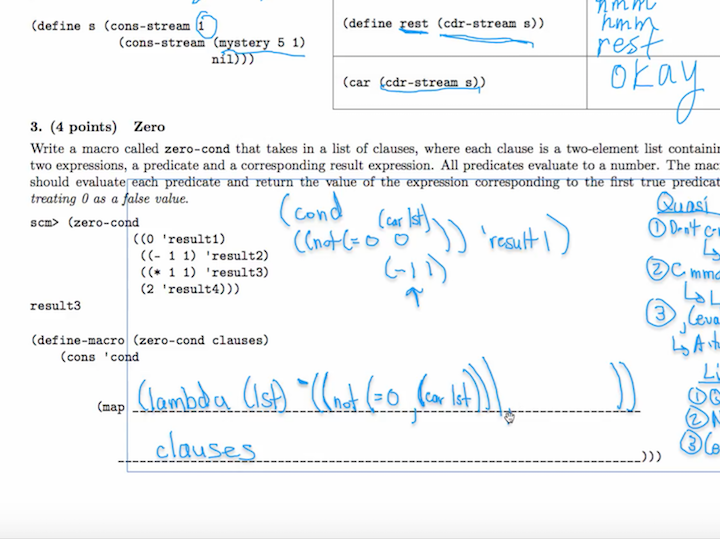 hmm
(define s (cons-stream 1
(define rest (cdr-stream s))
hmm
(cons-stream (mystery 5 1)
rest
nil)))
(car (cdr-stream s))
okay
3. (4 points) Zero
Write a macro called zero-cond that takes in a list of clauses, where each clause is a two-element list
two expressions, a predicate and a corresponding result expression. All predicates evaluate to a number. The
should evaluate each predicate and return the value of the expression corresponding to the first true
treating 0 as a false value.
scm> (zero-cond
((0 'result1)
((- 1 1) 'result2)
((* 1 1) 'result3)
(2 'result4)))
result3
(cond (car lst)
((not (= 0 0 ))) 'result1)
(- 1 1)
↑
Quasi
①
②
③
(define-macro (zero-cond clauses)
(cons 'cond
(map (lambda (lst) `((not (= 0 ,(car lst))) ))
clauses )))
①
②
③